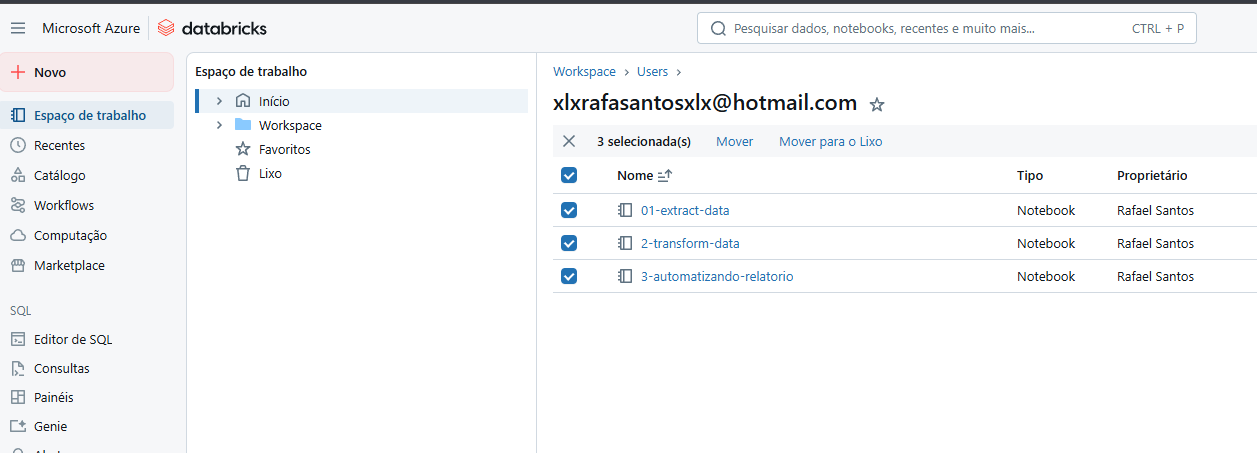 Microsoft Azure databricks
Pesquisar dados, notebooks, recentes e muito mais... CTRL + P
Novo
Espaço de trabalho
Recentes
Catálogo
Workflows
Computação
Marketplace
SQL
Editor de SQL
Consultas
Painéis
Genie
Espaço de trabalho
Início
Workspace
Favoritos
Lixo
Workspace › Users ›
xlxrafasantosxlx@hotmail.com
3 selecionada(s) Mover Mover para o Lixo
Nome Tipo Proprietário
01-extract-data Notebook Rafael Santos
2-transform-data Notebook Rafael Santos
3-automatizando-relatorio Notebook Rafael Santos